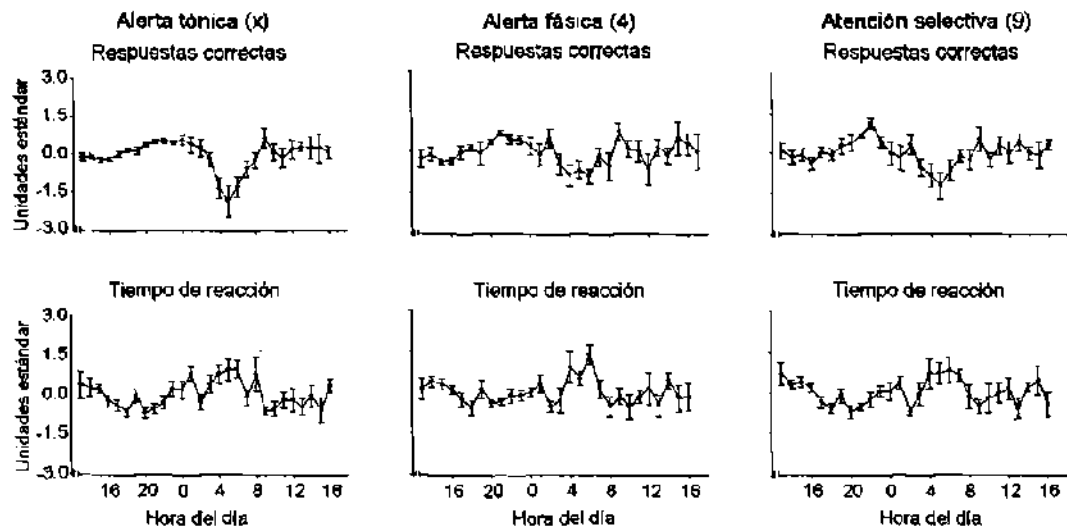 Alerta tónica (x)
Respuestas correctas
Alerta fásica (4)
Respuestas correctas
Atención selectiva (9)
Respuestas correctas
Unidades estándar
3.0
1.5
0.0
-1.5
-3.0
Tiempo de reacción
Tiempo de reacción
Tiempo de reacción
Unidades estándar
3.0
1.5
0.0
-1.5
-3.0
16 20 0 4 8 12 16
16 20 0 4 8 12 16
16 20 0 4 8 12 16
Hora del día
Hora del día
Hora del día